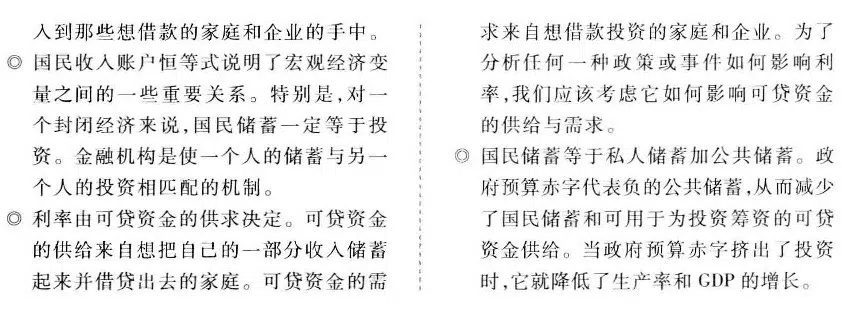 入到那些想借款的家庭和企业的手中。
◎ 国民收入账户恒等式说明了宏观经济变
量之间的一些重要关系。特别是,对一
个封闭经济来说,国民储蓄一定等于投
资。金融机构是使一个人的储蓄与另一
个人的投资相匹配的机制。
◎ 利率由可贷资金的供求决定。可贷资金
的供给来自想把自己的一部分收入储蓄
起来并借贷出去的家庭。可贷资金的需
求来自想借款投资的家庭和企业。为了
分析任何一种政策或事件如何影响利
率,我们应该考虑它如何影响可贷资金
的供给与需求。
◎ 国民储蓄等于私人储蓄加公共储蓄。政
府预算赤字代表负的公共储蓄,从而减少
了国民储蓄和可用于为投资筹资的可贷
资金供给。当政府预算赤字挤出了投资
时,它就降低了生产率和 GDP 的增长。